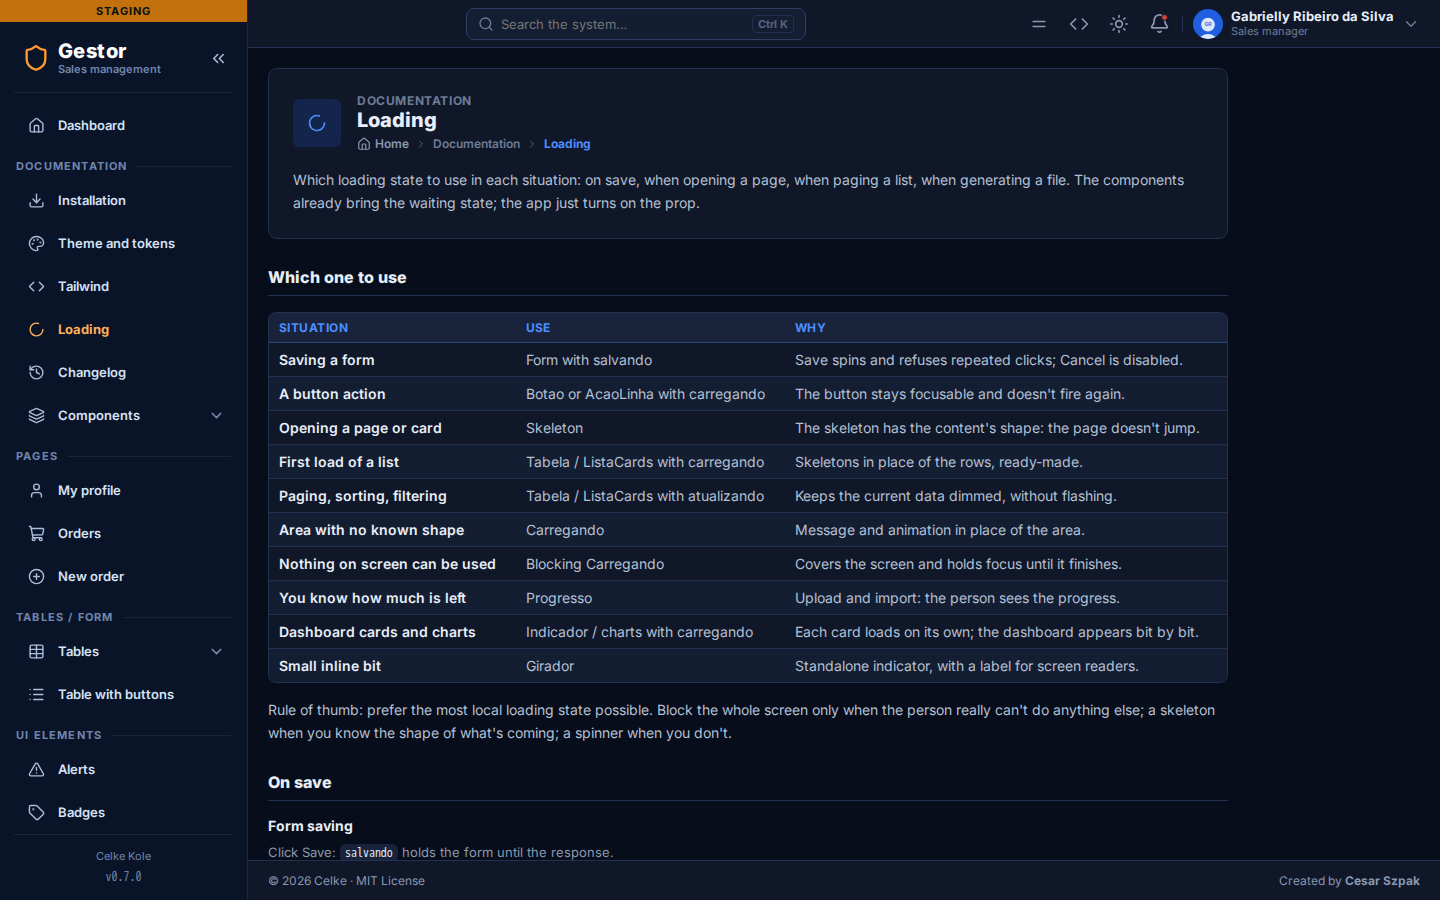 STAGING
Gestor
Sales management
Dashboard
DOCUMENTATION
Installation
Theme and tokens
Tailwind
Loading
Changelog
Components
PAGES
My profile
Orders
New order
TABLES / FORM
Tables
Table with buttons
UI ELEMENTS
Alerts
Badges
Celke Kole
v0.7.0
Search the system...
Ctrl K
GR
Gabrielly Ribeiro da Silva
Sales manager
DOCUMENTATION
Loading
Home > Documentation > Loading
Which loading state to use in each situation: on save, when opening a page, when paging a list, when generating a file. The components
already bring the waiting state; the app just turns on the prop.
Which one to use
SITUATION USE WHY
Saving a form Form with salvando Save spins and refuses repeated clicks; Cancel is disabled.
A button action Botao or AcaoLinha with carregando The button stays focusable and doesn't fire again.
Opening a page or card Skeleton The skeleton has the content's shape: the page doesn't jump.
First load of a list Tabela / ListaCards with carregando Skeletons in place of the rows, ready-made.
Paging, sorting, filtering Tabela / ListaCards with atualizando Keeps the current data dimmed, without flashing.
Area with no known shape Carregando Message and animation in place of the area.
Nothing on screen can be used Blocking Carregando Covers the screen and holds focus until it finishes.
You know how much is left Progresso Upload and import: the person sees the progress.
Dashboard cards and charts Indicador / charts with carregando Each card loads on its own; the dashboard appears bit by bit.
Small inline bit Girador Standalone indicator, with a label for screen readers.
Rule of thumb: prefer the most local loading state possible. Block the whole screen only when the person really can't do anything else; a skeleton
when you know the shape of what's coming; a spinner when you don't.
On save
Form saving
Click Save: salvando holds the form until the response.
© 2026 Celke · MIT License
Created by Cesar Szpak